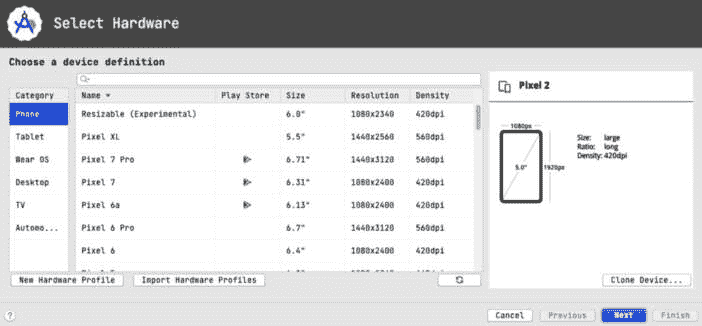 Select Hardware
Choose a device definition
Category
Phone
Tablet
Wear OS
Desktop
TV
Automo...
Name Play Store Size Resolution Density
Resizable (Experimental) 6.0" 1080x2340 420dpi
Pixel XL 5.5" 1440x2560 560dpi
Pixel 7 Pro 6.71" 1440x3120 560dpi
Pixel 7 6.31" 1080x2400 420dpi
Pixel 6a 6.13" 1080x2400 420dpi
Pixel 6 Pro 6.7" 1440x3120 560dpi
Pixel 6 6.4" 1080x2400 420dpi
New Hardware Profile Import Hardware Profiles
Pixel 2
1080px
5.0"
1920px
Size: large
Ratio: long
Density: 420dpi
Clone Device...
? Cancel Previous Next Finish